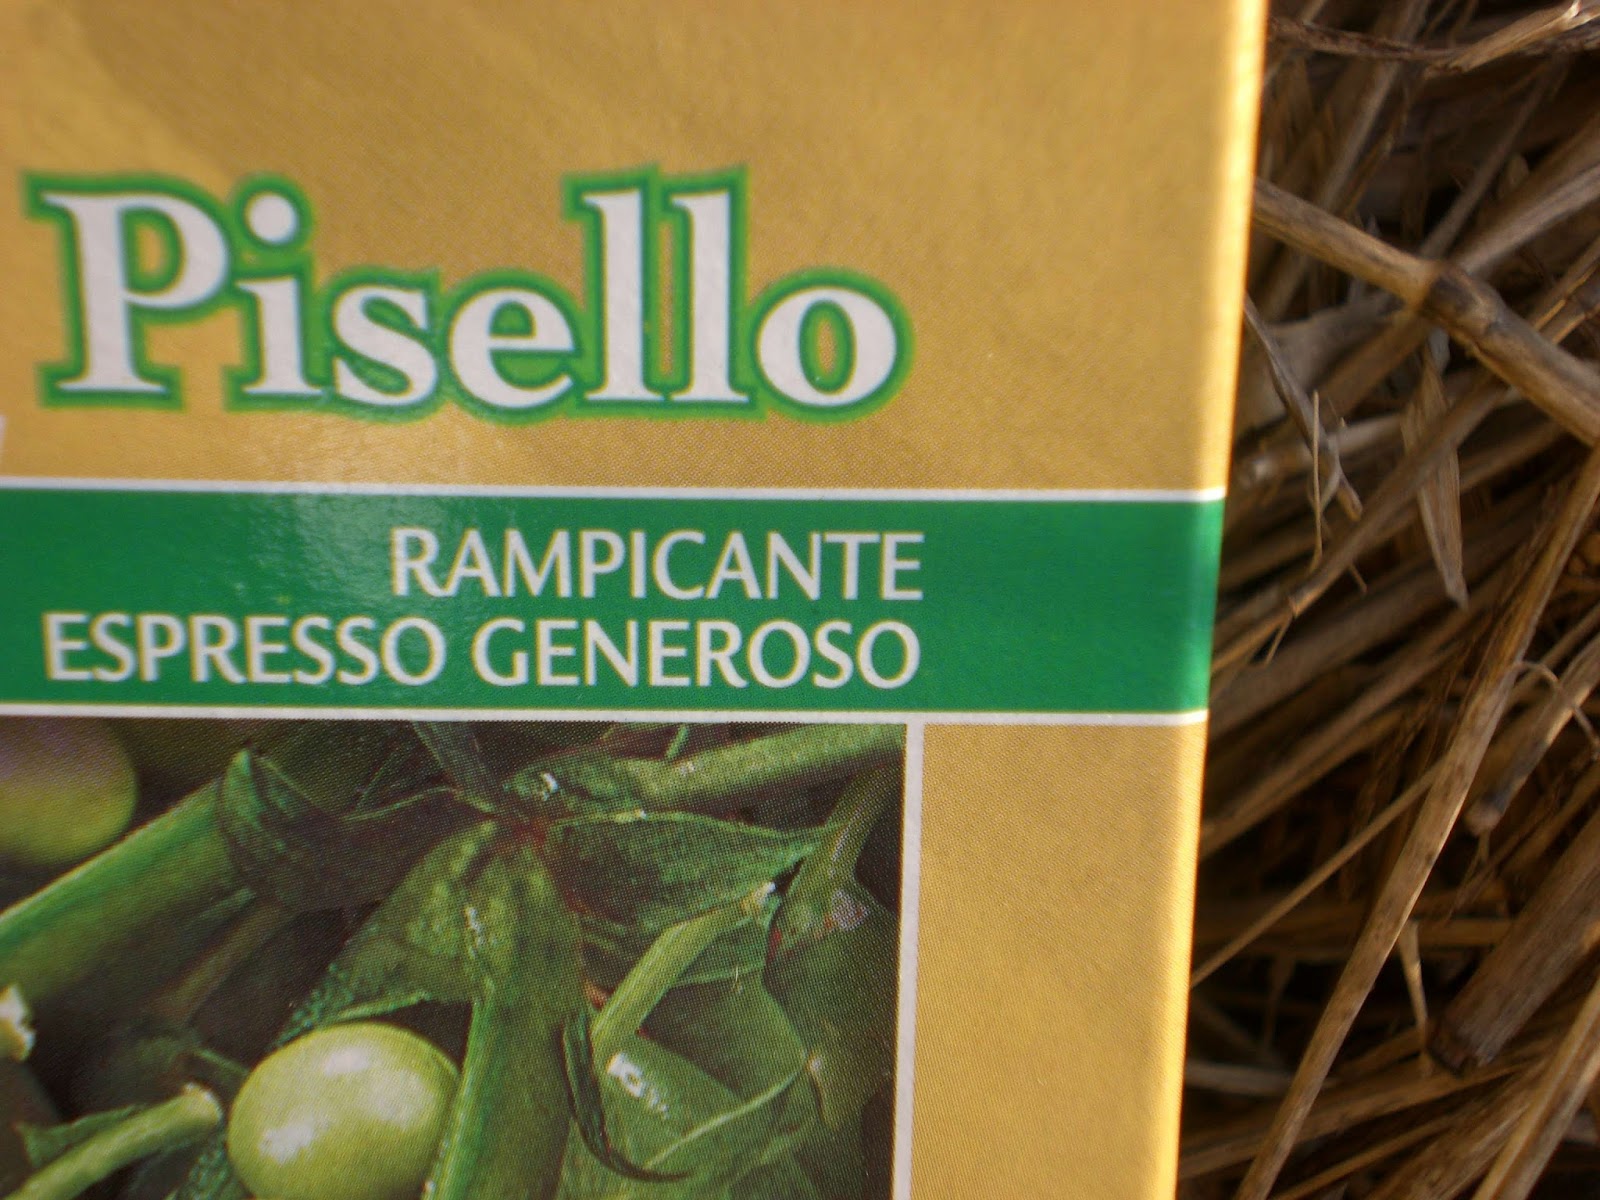 Pisello
RAMPICANTE
ESPRESSO GENEROSO